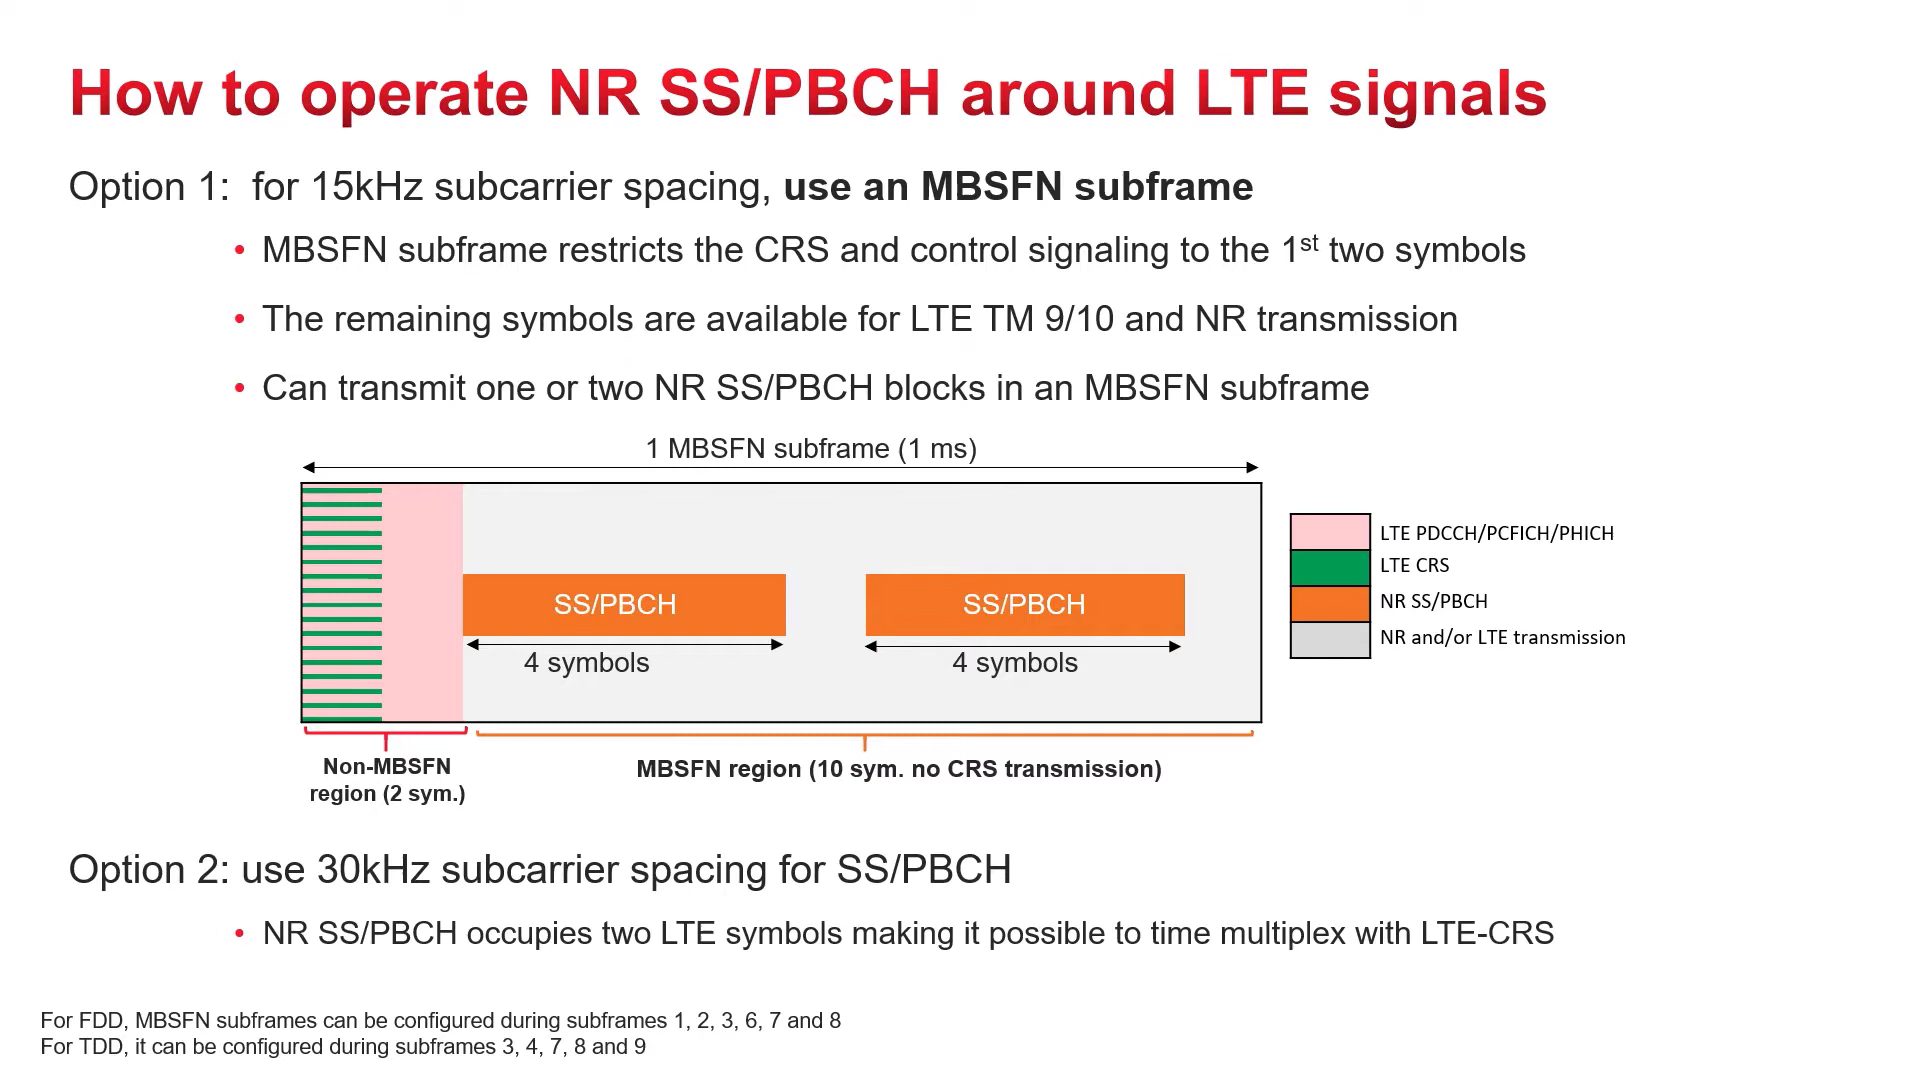 How to operate NR SS/PBCH around LTE signals
Option 1:  for 15kHz subcarrier spacing, use an MBSFN subframe
• MBSFN subframe restricts the CRS and control signaling to the 1st two symbols
• The remaining symbols are available for LTE TM 9/10 and NR transmission
• Can transmit one or two NR SS/PBCH blocks in an MBSFN subframe
1 MBSFN subframe (1 ms)
SS/PBCH
SS/PBCH
4 symbols
4 symbols
LTE PDCCH/PCFICH/PHICH
LTE CRS
NR SS/PBCH
NR and/or LTE transmission
Non-MBSFN
region (2 sym.)
MBSFN region (10 sym. no CRS transmission)
Option 2: use 30kHz subcarrier spacing for SS/PBCH
• NR SS/PBCH occupies two LTE symbols making it possible to time multiplex with LTE-CRS
For FDD, MBSFN subframes can be configured during subframes 1, 2, 3, 6, 7 and 8
For TDD, it can be configured during subframes 3, 4, 7, 8 and 9